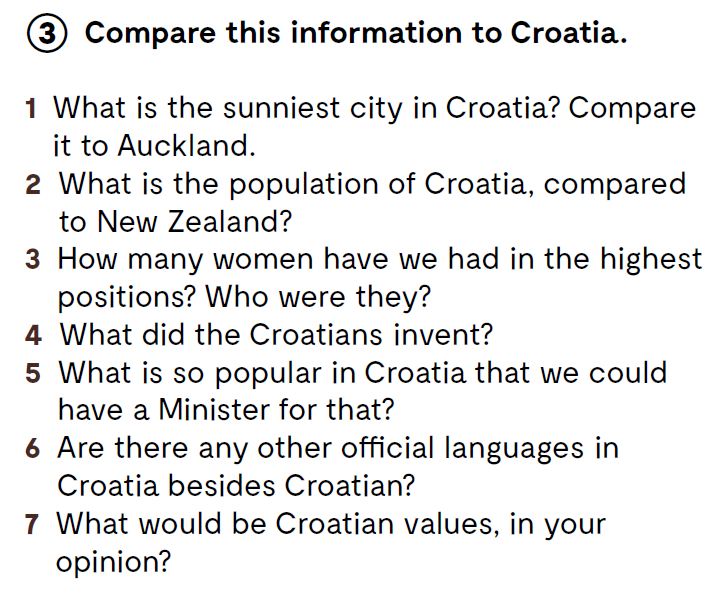 3 Compare this information to Croatia.
1 What is the sunniest city in Croatia? Compare
it to Auckland.
2 What is the population of Croatia, compared
to New Zealand?
3 How many women have we had in the highest
positions? Who were they?
4 What did the Croatians invent?
5 What is so popular in Croatia that we could
have a Minister for that?
6 Are there any other official languages in
Croatia besides Croatian?
7 What would be Croatian values, in your
opinion?